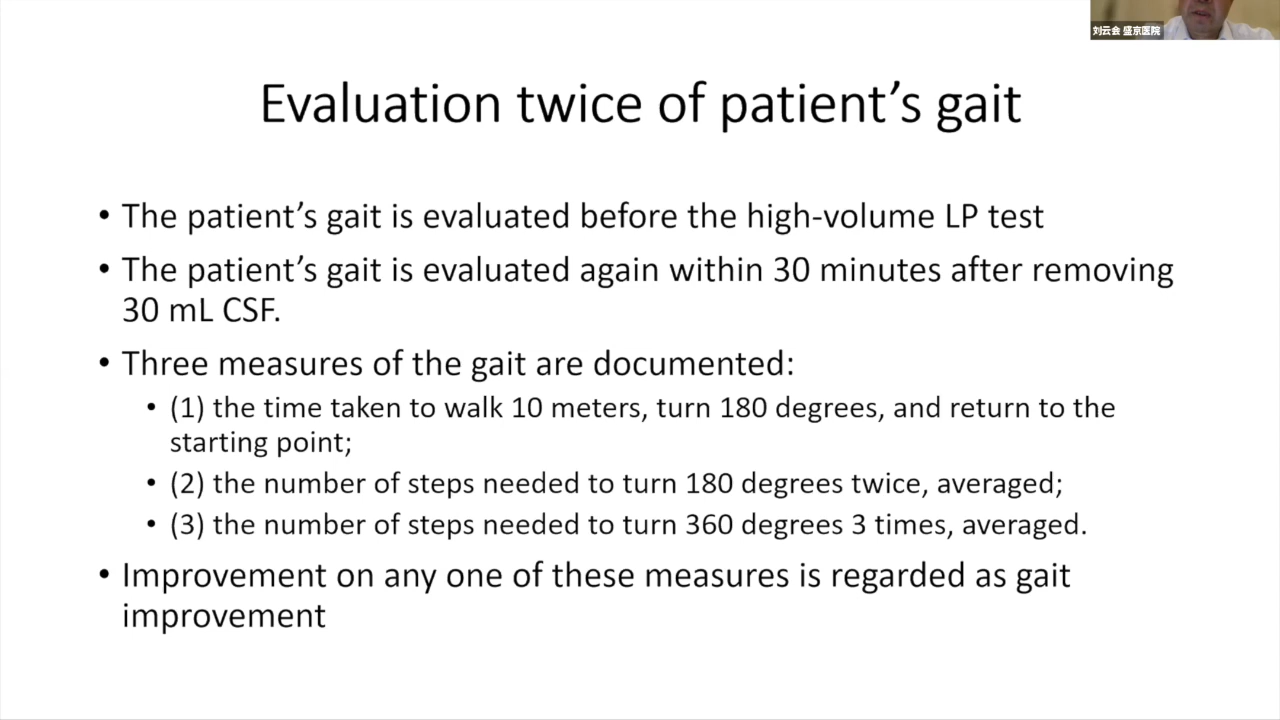 刘云会 盛京医院
Evaluation twice of patient’s gait
• The patient’s gait is evaluated before the high-volume LP test
• The patient’s gait is evaluated again within 30 minutes after removing
30 mL CSF.
• Three measures of the gait are documented:
• (1) the time taken to walk 10 meters, turn 180 degrees, and return to the
starting point;
• (2) the number of steps needed to turn 180 degrees twice, averaged;
• (3) the number of steps needed to turn 360 degrees 3 times, averaged.
• Improvement on any one of these measures is regarded as gait
improvement